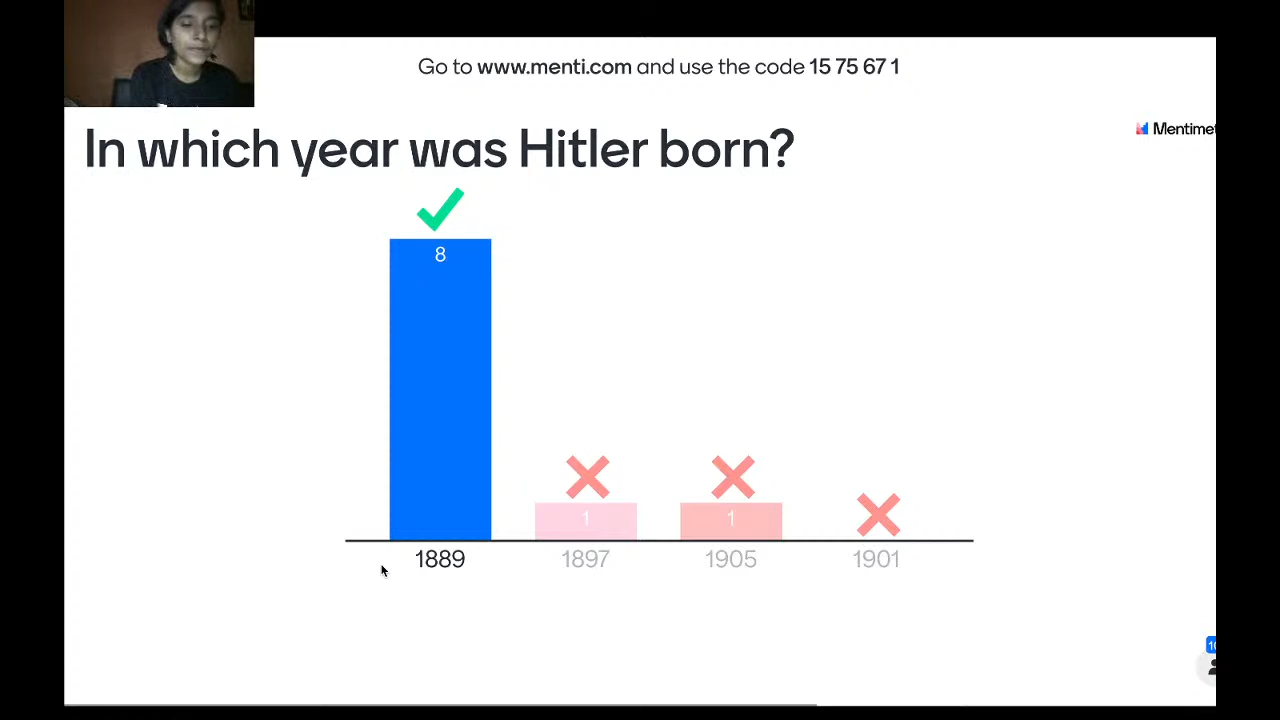 Go to www.menti.com and use the code 15 75 67 1
Mentimet
In which year was Hitler born?
8
1
1
1889
1897
1905
1901